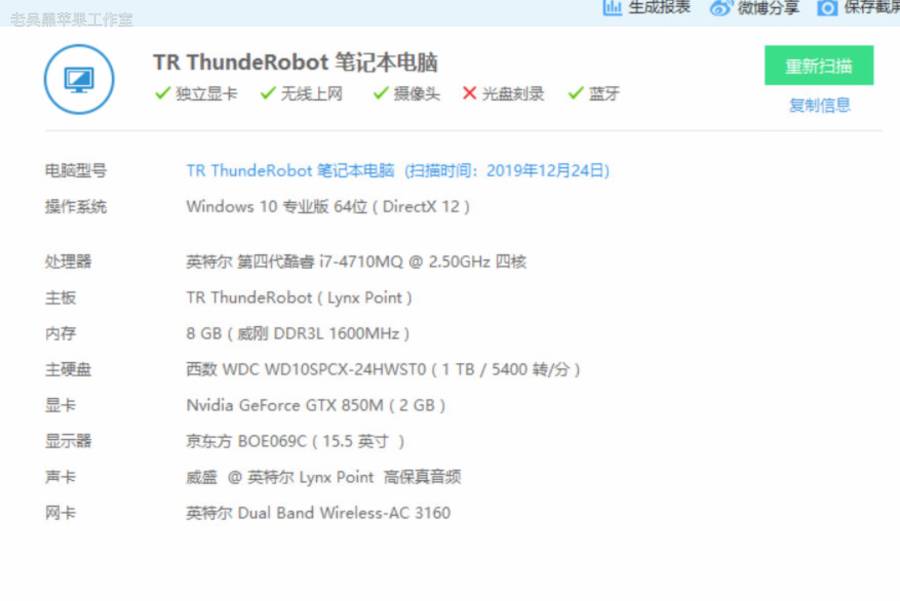 生成报表 微博分享 保存截屏
老吴黑苹果工作室
TR ThundeRobot 笔记本电脑
重新扫描
独立显卡 无线上网 摄像头 光盘刻录 蓝牙
复制信息
电脑型号 TR ThundeRobot 笔记本电脑 (扫描时间：2019年12月24日)
操作系统 Windows 10 专业版 64位 ( DirectX 12 )
处理器 英特尔 第四代酷睿 i7-4710MQ @ 2.50GHz 四核
主板 TR ThundeRobot ( Lynx Point )
内存 8 GB ( 威刚 DDR3L 1600MHz )
主硬盘 西数 WDC WD10SPCX-24HWST0 ( 1 TB / 5400 转/分 )
显卡 Nvidia GeForce GTX 850M ( 2 GB )
显示器 京东方 BOE069C ( 15.5 英寸 )
声卡 威盛 @ 英特尔 Lynx Point 高保真音频
网卡 英特尔 Dual Band Wireless-AC 3160